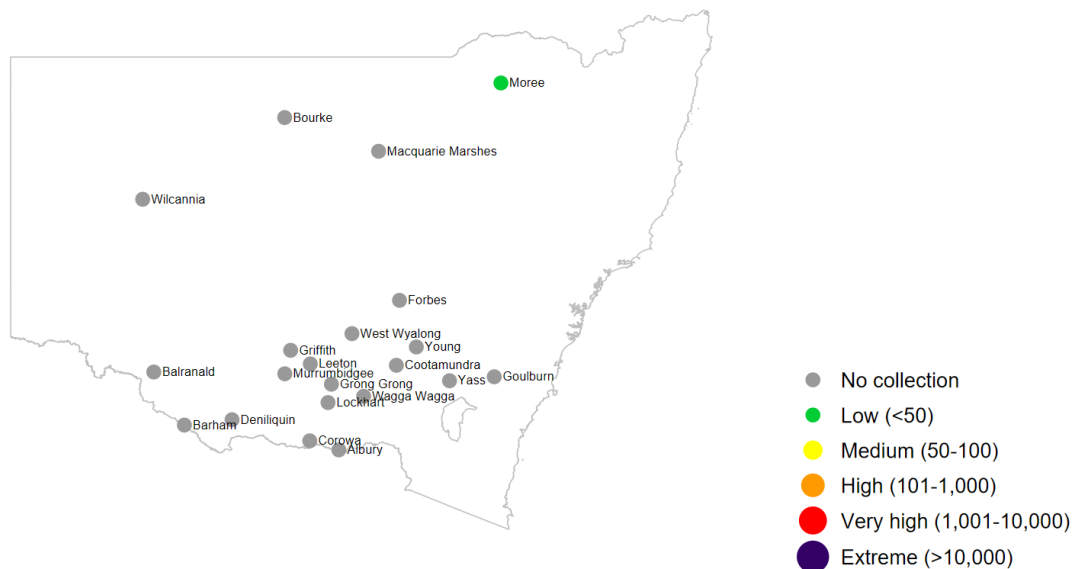 Moree
Bourke
Macquarie Marshes
Wilcannia
Forbes
West Wyalong
Young
Griffith
Leeton
Cootamundra
Balranald
Murrumbidgee
Goulburn
Yass
Grong Grong
Wagga Wagga
Lockhart
Deniliquin
Barham
Corowa
Albury
No collection
Low (<50)
Medium (50-100)
High (101-1,000)
Very high (1,001-10,000)
Extreme (>10,000)